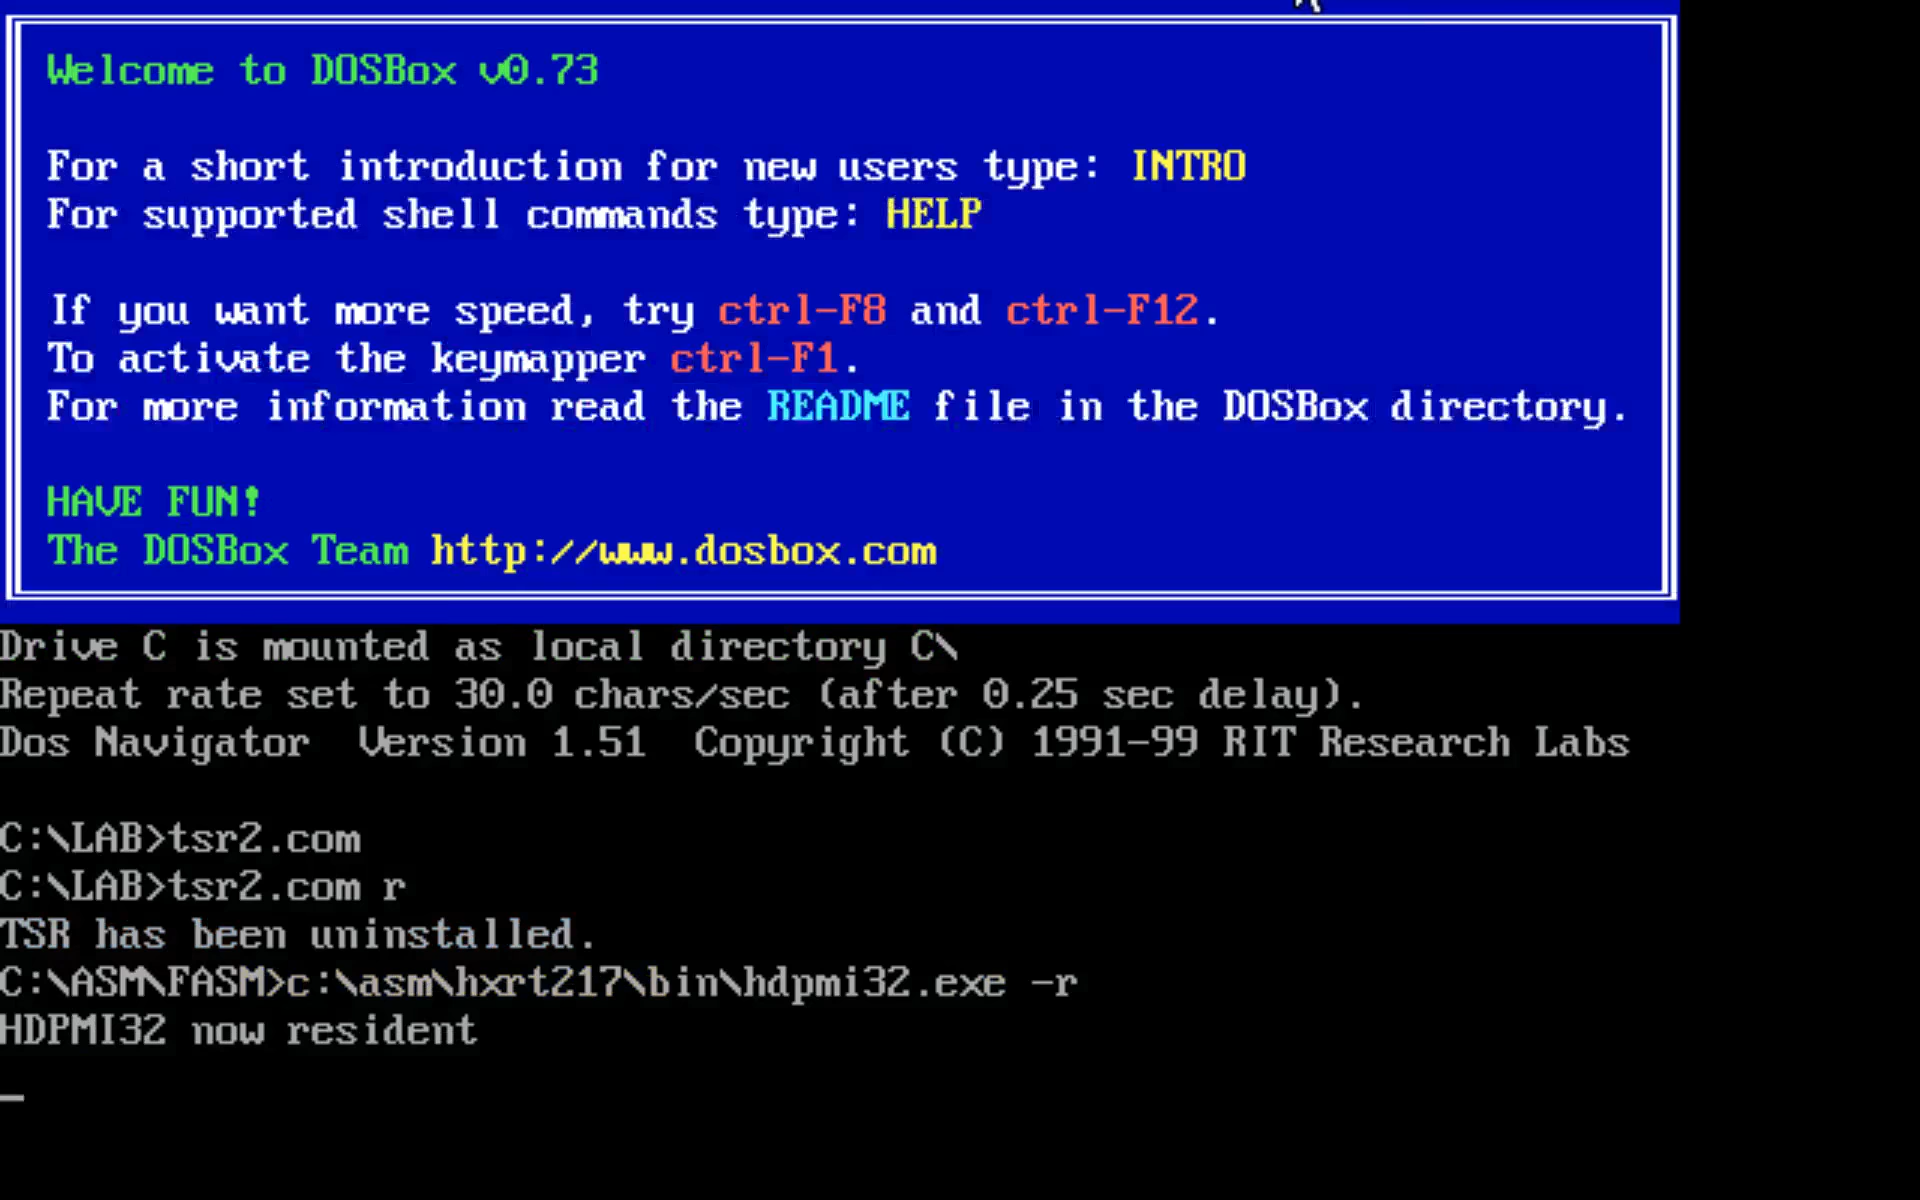 Welcome to DOSBox v0.73
For a short introduction for new users type: INTRO
For supported shell commands type: HELP
If you want more speed, try ctrl-F8 and ctrl-F12.
To activate the keymapper ctrl-F1.
For more information read the README file in the DOSBox directory.
HAVE FUN!
The DOSBox Team http://www.dosbox.com
Drive C is mounted as local directory C\
Repeat rate set to 30.0 chars/sec (after 0.25 sec delay).
Dos Navigator  Version 1.51  Copyright (C) 1991-99 RIT Research Labs
C:\LAB>tsr2.com
C:\LAB>tsr2.com r
TSR has been uninstalled.
C:\ASM\FASM>c:\asm\hxrt217\bin\hdpmi32.exe -r
HDPMI32 now resident